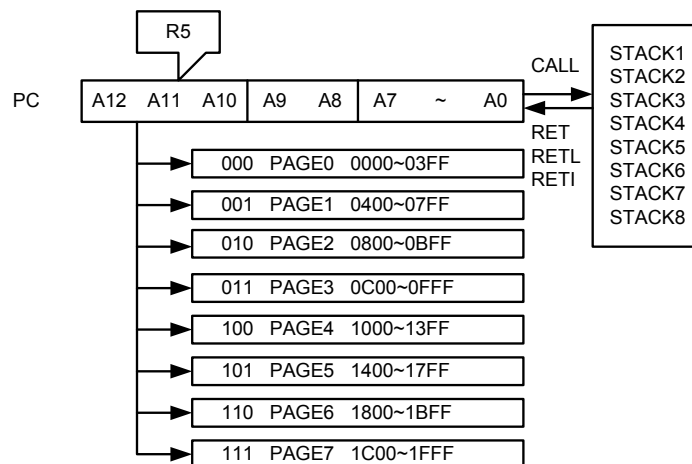 R5
PC A12 A11 A10 A9 A8 A7 ~ A0
CALL
RET
RETL
RETI
STACK1
STACK2
STACK3
STACK4
STACK5
STACK6
STACK7
STACK8
000 PAGE0 0000~03FF
001 PAGE1 0400~07FF
010 PAGE2 0800~0BFF
011 PAGE3 0C00~0FFF
100 PAGE4 1000~13FF
101 PAGE5 1400~17FF
110 PAGE6 1800~1BFF
111 PAGE7 1C00~1FFF